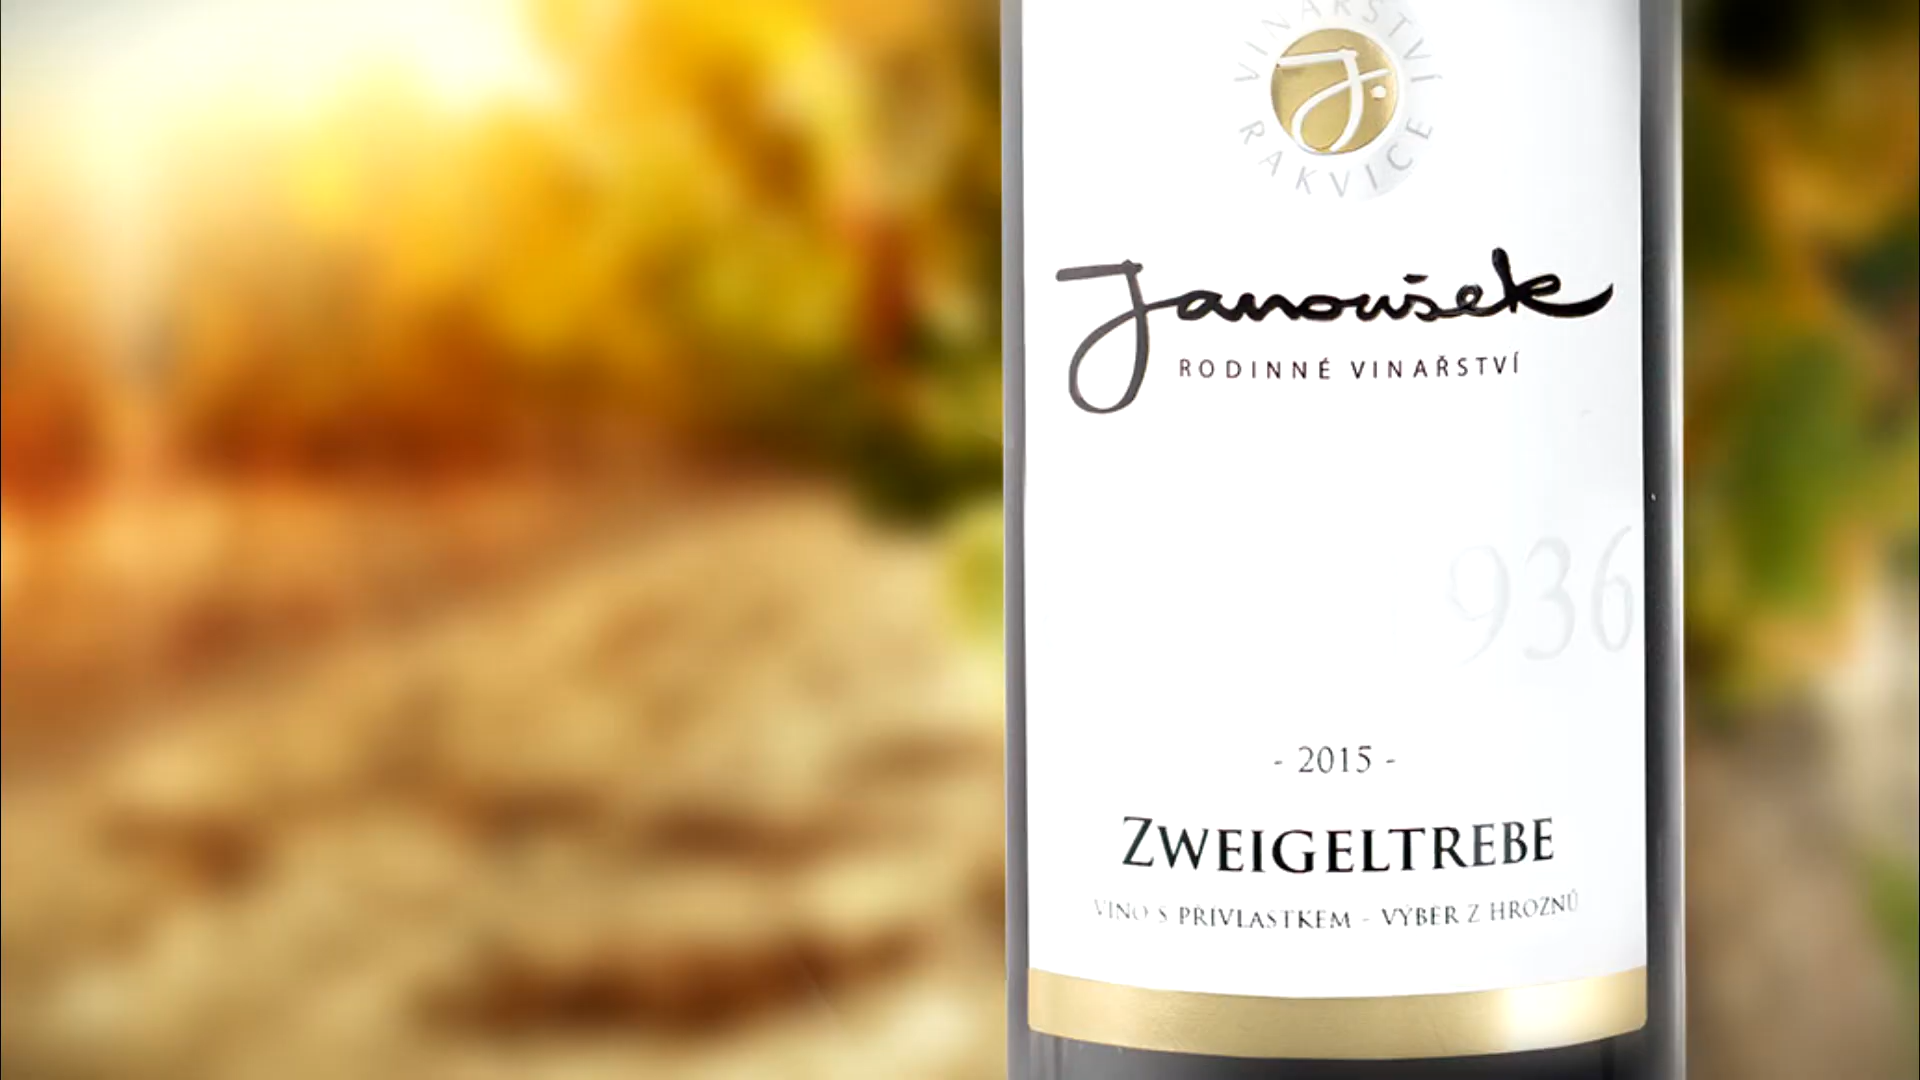 VINAŘSTVÍ
RAKVICE
J.
Janoušek
RODINNÉ VINAŘSTVÍ
936
- 2015 -
ZWEIGELTREBE
VÍNO S PŘÍVLASTKEM - VÝBĚR Z HROZNŮ